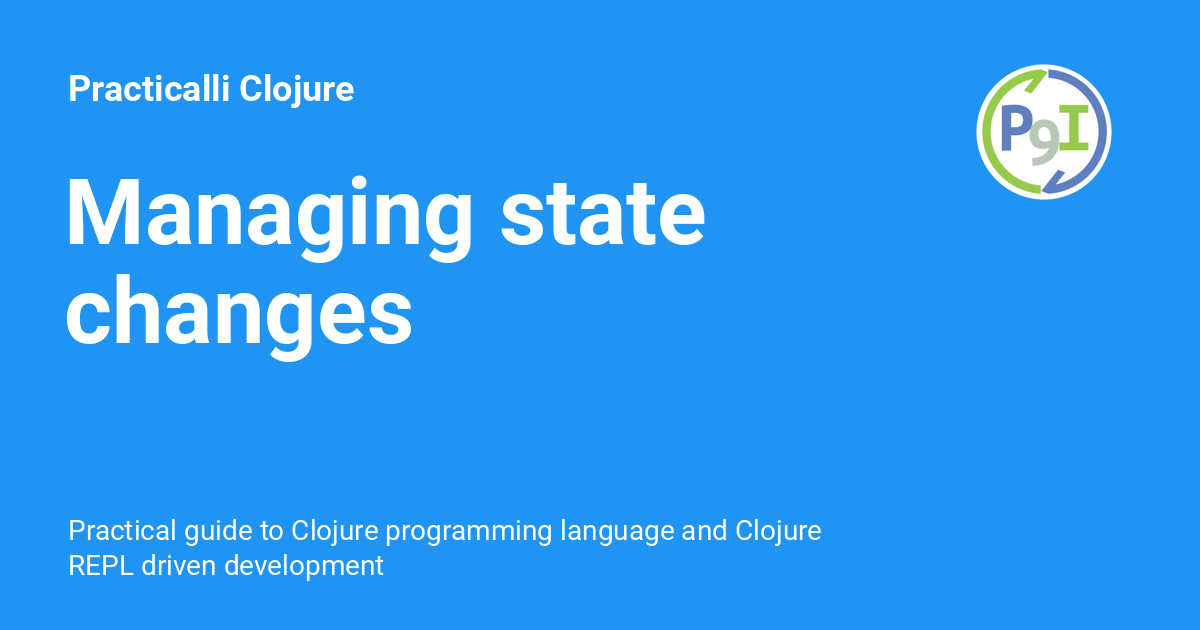 Practicalli Clojure
P9I
Managing state
changes
Practical guide to Clojure programming language and Clojure
REPL driven development